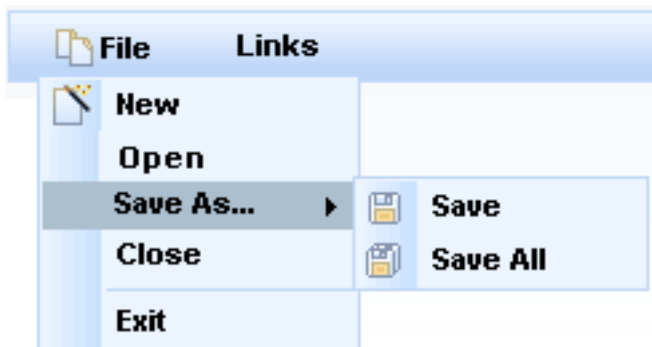 File Links
New
Open
Save As...
Save
Close
Save All
Exit